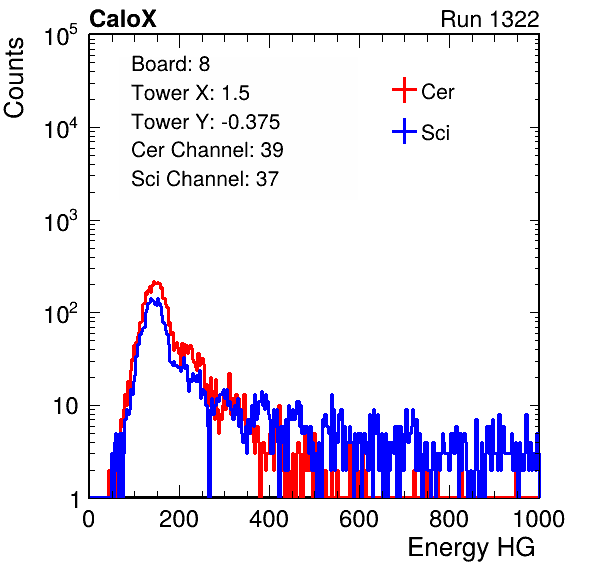 CaloX Run 1322
Counts
Board: 8
Tower X: 1.5
Tower Y: -0.375
Cer Channel: 39
Sci Channel: 37
Cer
Sci
10^5
10^4
10^3
10^2
10
1
0 200 400 600 800 1000
Energy HG